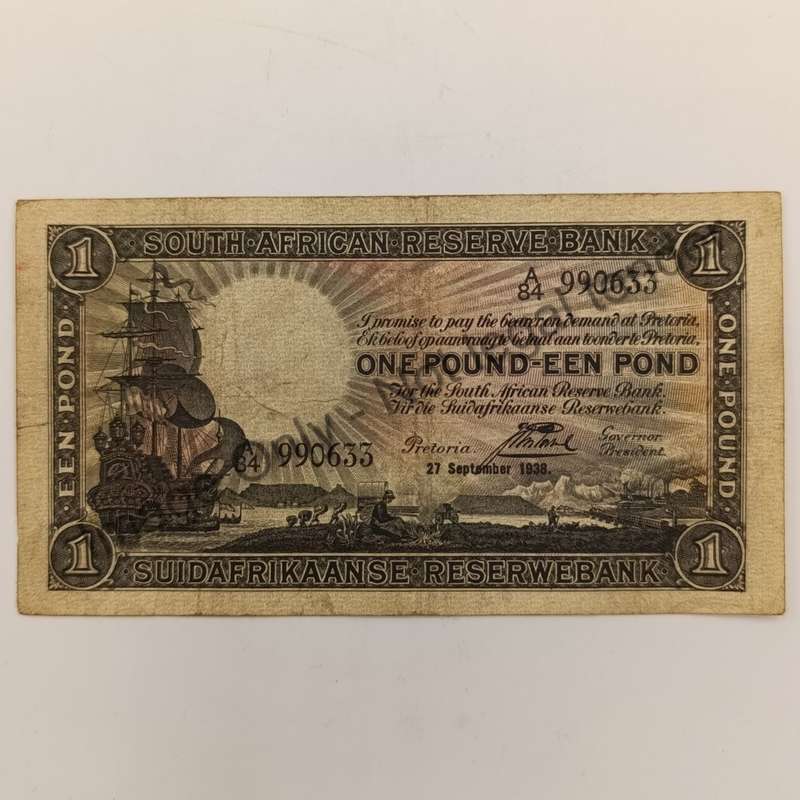 SOUTH·AFRICAN·RESERVE·BANK
1
1
A/84 990633
I promise to pay the bearer on demand at Pretoria,
Ek beloof op aanvraag te betaal aan toonder te Pretoria,
ONE POUND-EEN POND
For the South African Reserve Bank.
Vir die Suidafrikaanse Reserwebank.
EEN·POND
ONE·POUND
A/84 990633
Pretoria.
Governor
President.
27 September 1938.
1
1
SUIDAFRIKAANSE·RESERWEBANK